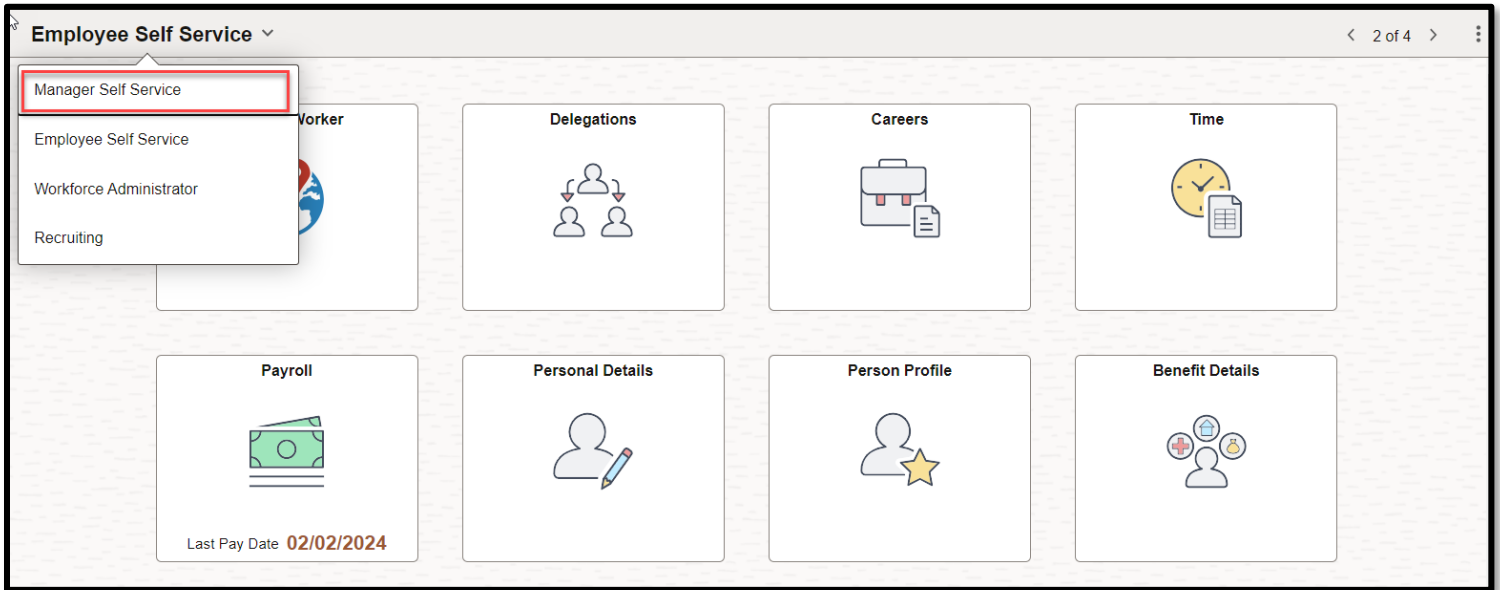 Employee Self Service
2 of 4
Manager Self Service
Employee Self Service
Workforce Administrator
Recruiting
Worker
Delegations
Careers
Time
Payroll
Personal Details
Person Profile
Benefit Details
Last Pay Date 02/02/2024